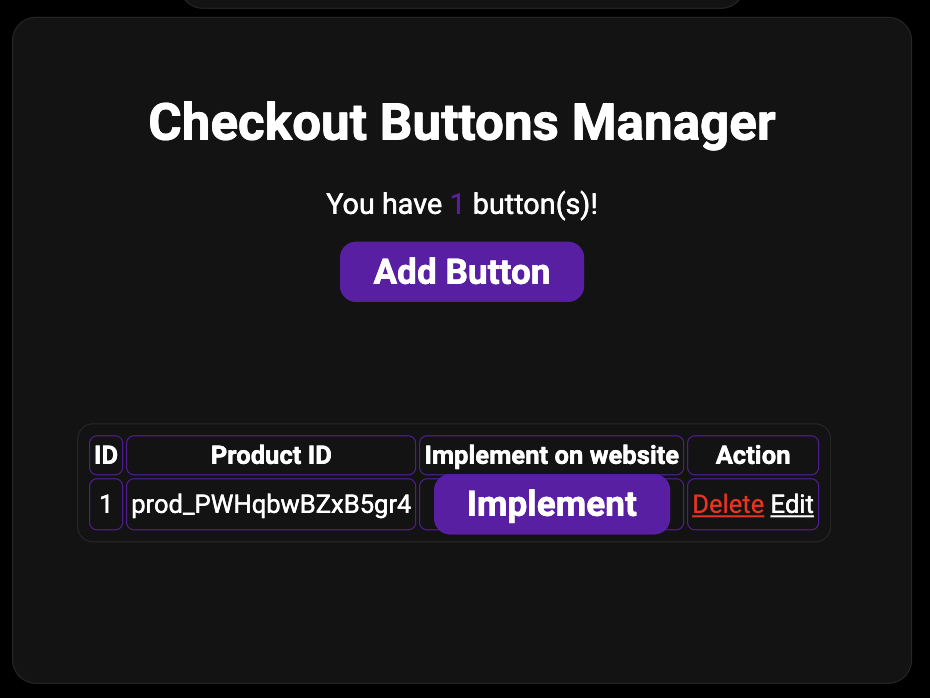 Checkout Buttons Manager
You have 1 button(s)!
Add Button
ID Product ID Implement on website Action
1 prod_PWHqbwBZxB5gr4 Implement Delete Edit